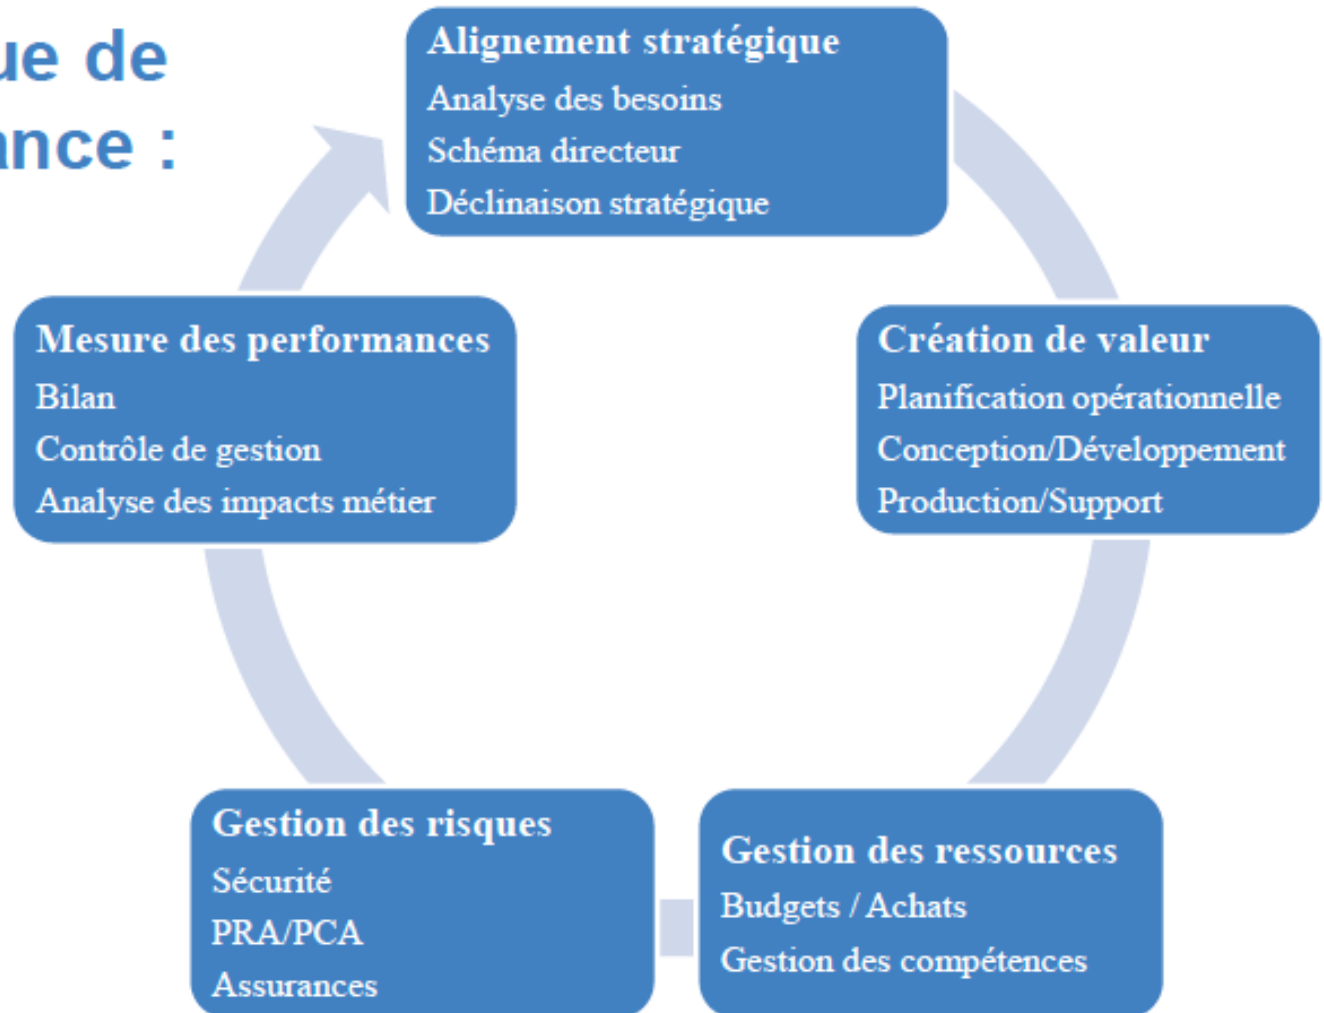 ue de
ance :
Alignement stratégique
Analyse des besoins
Schéma directeur
Déclinaison stratégique
Mesure des performances
Bilan
Contrôle de gestion
Analyse des impacts métier
Création de valeur
Planification opérationnelle
Conception/Développement
Production/Support
Gestion des risques
Sécurité
PRA/PCA
Assurances
Gestion des ressources
Budgets / Achats
Gestion des compétences